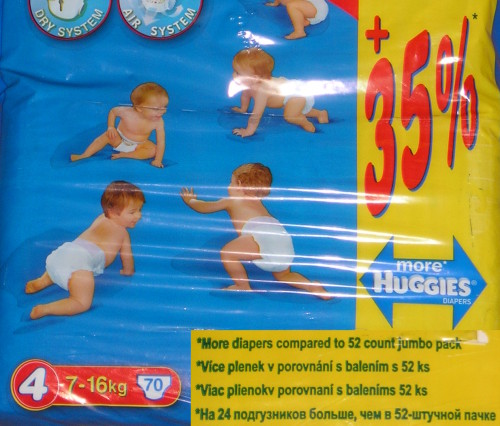 DRY SYSTEM
AIR SYSTEM
+
35%*
more*
HUGGIES®
DIAPERS
4 7-16kg 70
*More diapers compared to 52 count jumbo pack
*Více plenek v porovnání s balením s 52 ks
*Viac plienokv porovnaní s baleníms 52 ks
*На 24 подгузников больше, чем в 52-штучной пачке